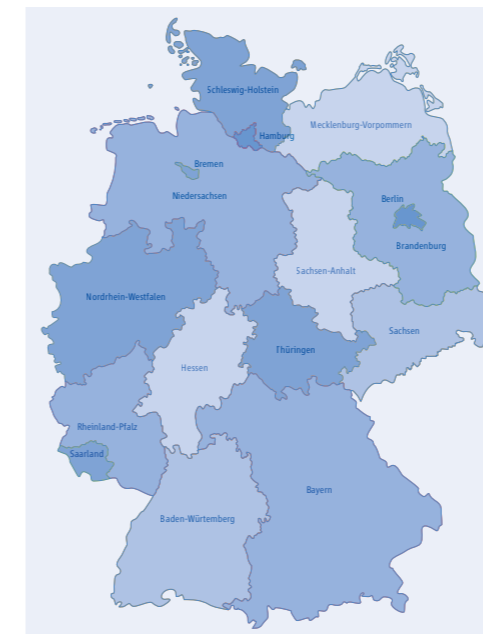 Schleswig-Holstein
Mecklenburg-Vorpommern
Hamburg
Bremen
Niedersachsen
Berlin
Brandenburg
Sachsen-Anhalt
Nordrhein-Westfalen
Sachsen
Thüringen
Hessen
Rheinland-Pfalz
Saarland
Bayern
Baden-Würtemberg